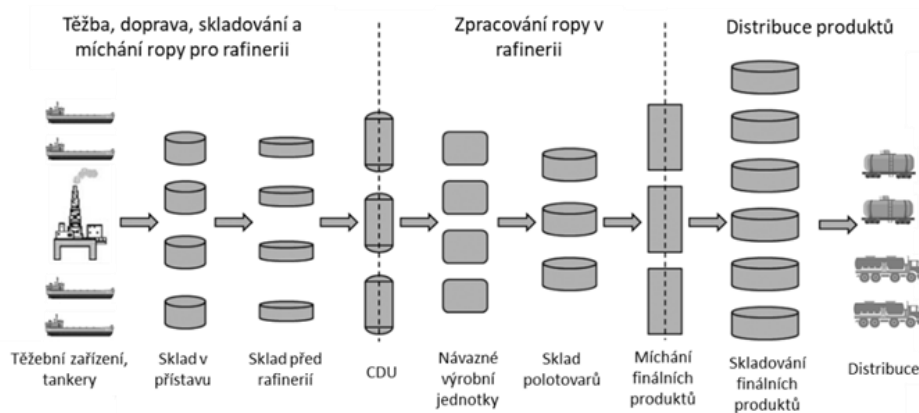 Těžba, doprava, skladování a
míchání ropy pro rafinerii
Zpracování ropy v
rafinerii
Distribuce produktů
Těžební zařízení,
tankery
Sklad v
přístavu
Sklad před
rafinerií
CDU
Návazné
výrobní
jednotky
Sklad
polotovarů
Míchání
finálních
produktů
Skladování
finálních
produktů
Distribuce